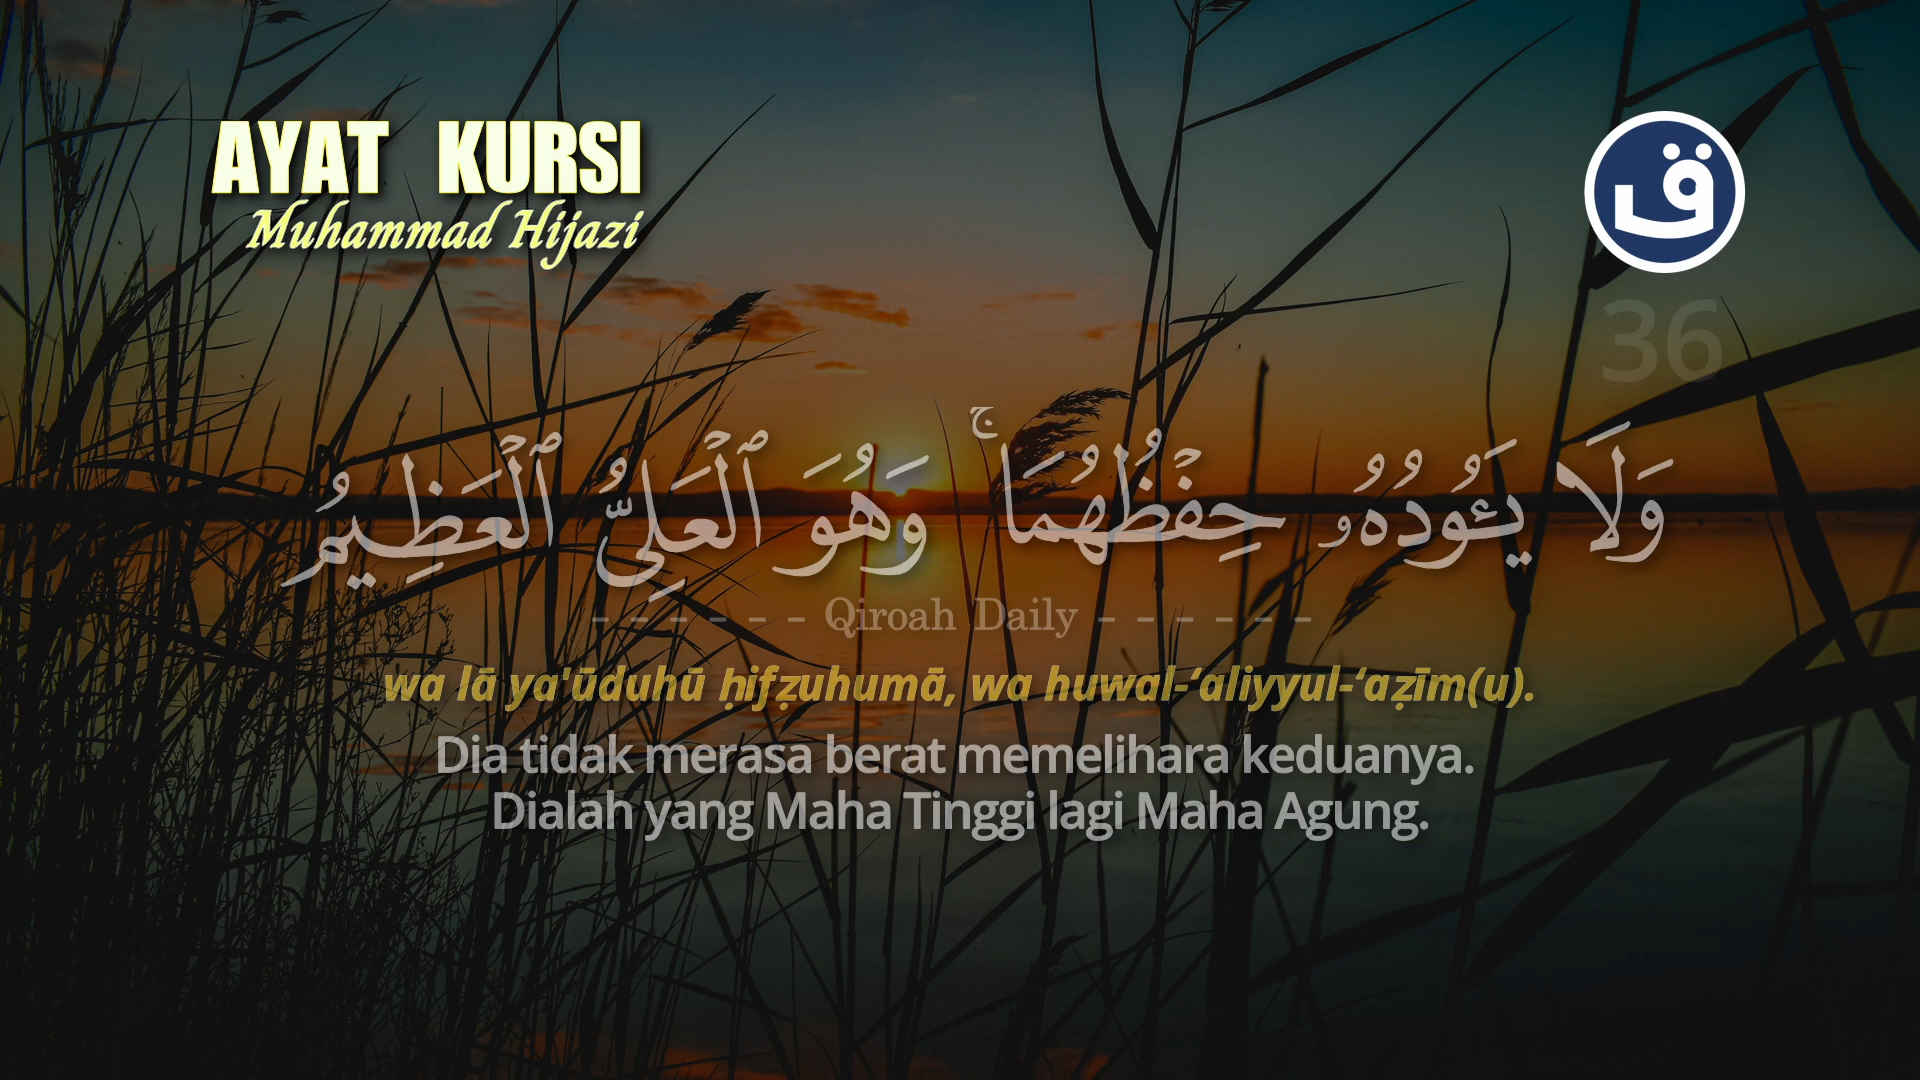 AYAT KURSI
Muhammad Hijazi
ق
36
وَلَا يَـُٔودُهُۥ حِفْظُهُمَا ۚ وَهُوَ ٱلْعَلِىُّ ٱلْعَظِيمُ
- - - - - - Qiroah Daily - - - - - -
wa lā ya'ūduhū ḥifẓuhumā, wa huwal-‘aliyyul-‘aẓīm(u).
Dia tidak merasa berat memelihara keduanya.
Dialah yang Maha Tinggi lagi Maha Agung.